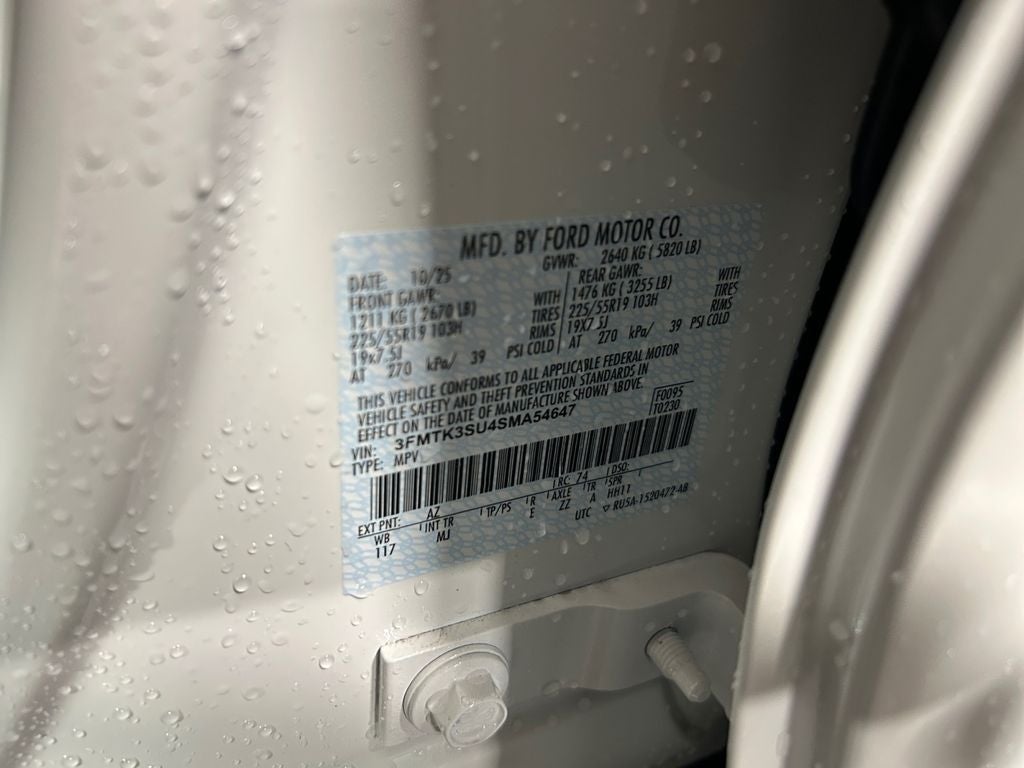 MFD. BY FORD MOTOR CO.
DATE: 10/25 GVWR: 2640 KG ( 5820 LB)
FRONT GAWR: REAR GAWR:
1211 KG ( 2670 LB) WITH 1476 KG ( 3255 LB) WITH
225/55R19 103H TIRES 225/55R19 103H TIRES
19x7.5J RIMS 19X7.5J RIMS
AT 270 kPa/ 39 PSI COLD AT 270 kPa/ 39 PSI COLD
THIS VEHICLE CONFORMS TO ALL APPLICABLE FEDERAL MOTOR
VEHICLE SAFETY AND THEFT PREVENTION STANDARDS IN
EFFECT ON THE DATE OF MANUFACTURE SHOWN ABOVE.
VIN: 3FMTK3SU4SMA54647 F0095
TYPE: MPV T0230
EXT PNT: AZ RC: 74 DSO:
WB INT TR TP/PS R AXLE TR SPR
117 MJ E ZZ A HH11
UTC ▽ RU5A-1520472-AB